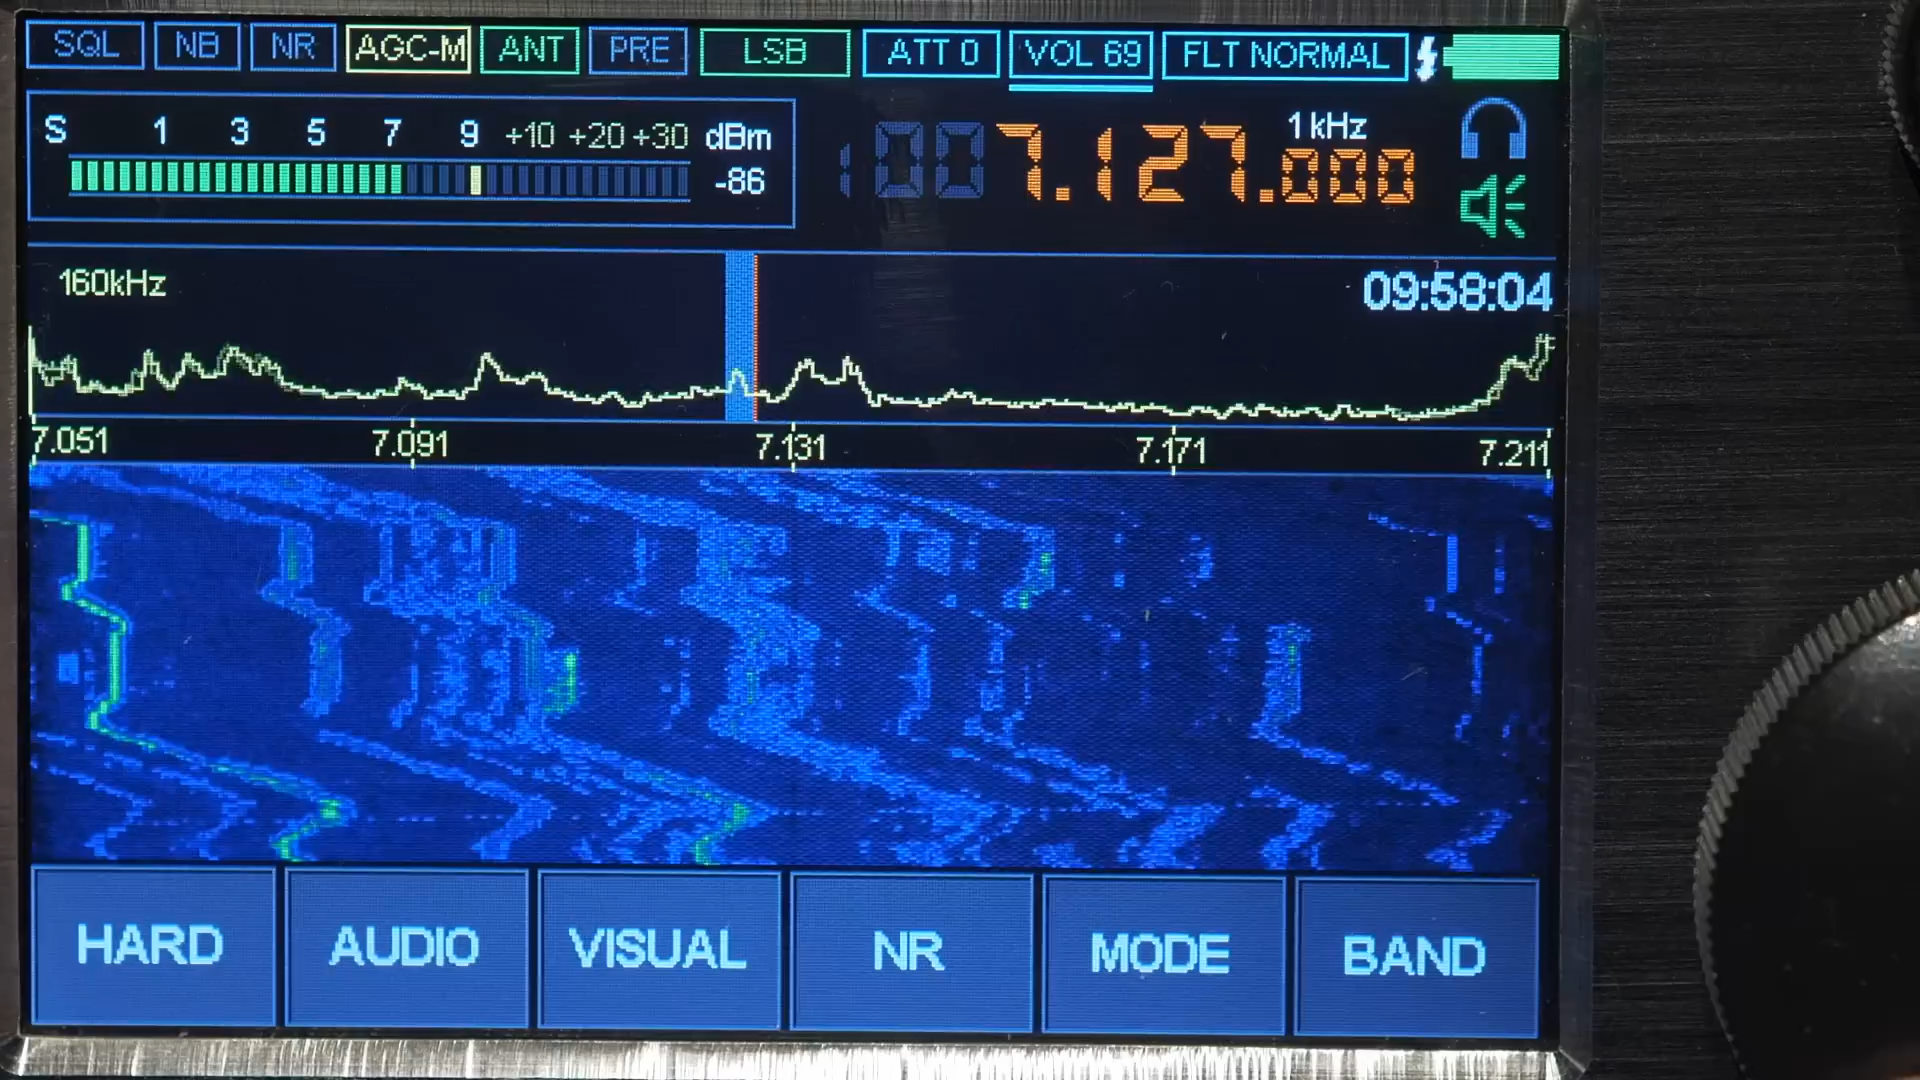 SQL NB NR AGC-M ANT PRE LSB ATT 0 VOL 69 FLT NORMAL
S 1 3 5 7 9 +10 +20 +30 dBm
-86
7.127.000
1 kHz
160kHz
09:58:04
7.051 7.091 7.131 7.171 7.211
HARD AUDIO VISUAL NR MODE BAND